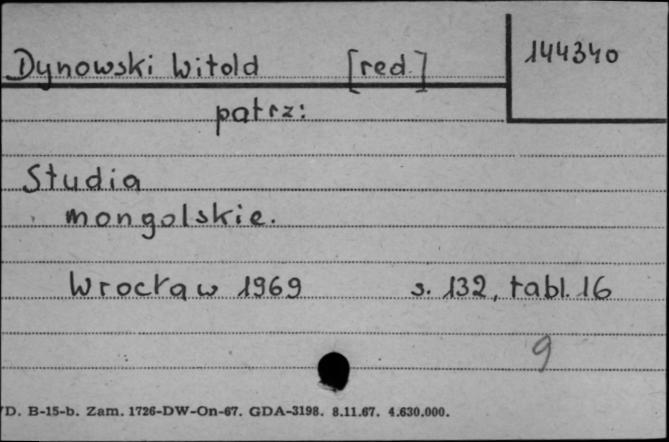 Dynowski Witold [red.] 144340
patrz:
Studia
mongolskie.
Wrocław 1969 s. 132, tabl. 16
9
D. B-15-b. Zam. 1726-DW-On-67. GDA-3198. 8.11.67. 4.630.000.